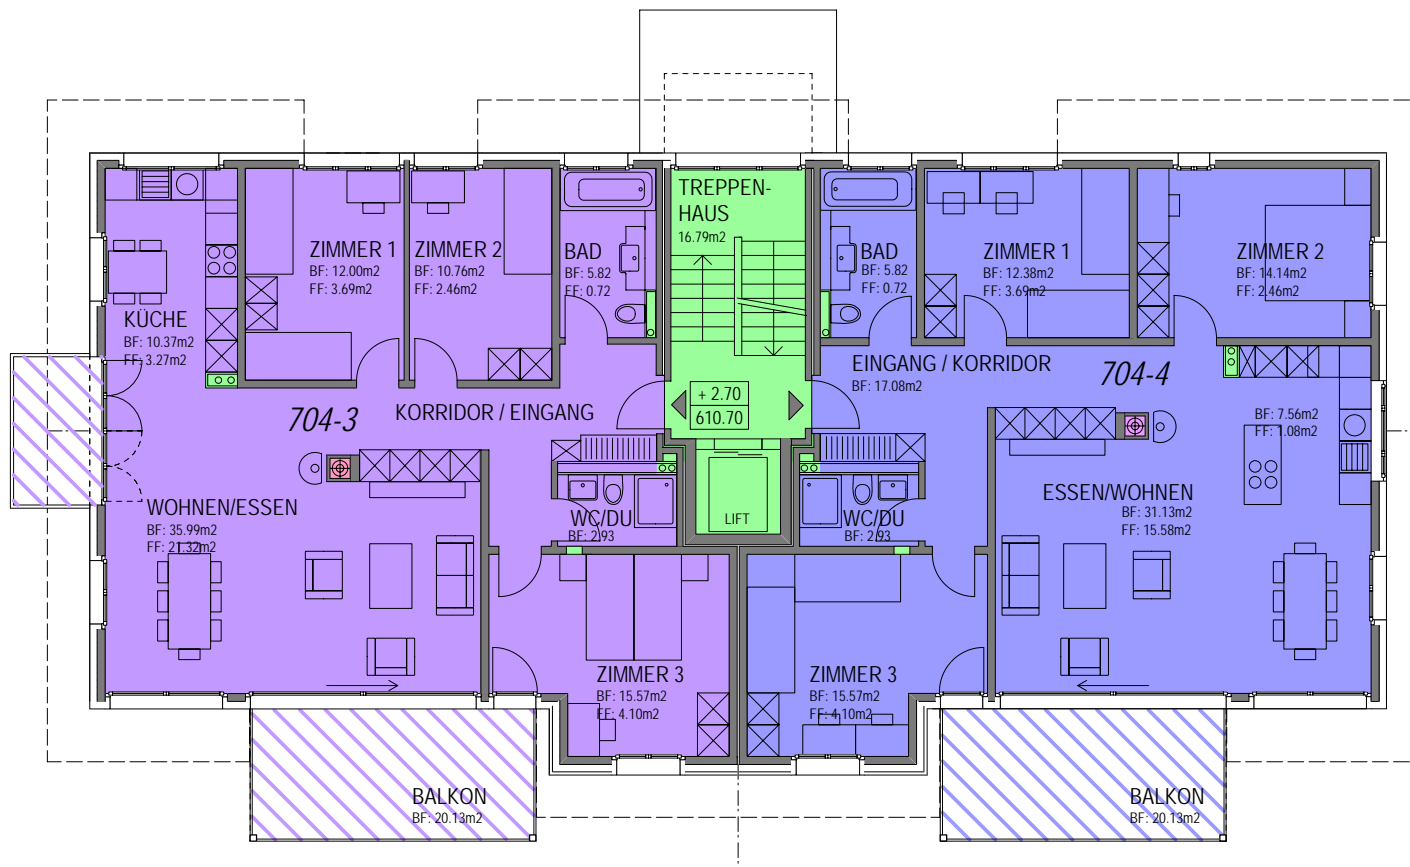 TREPPEN-
HAUS
16.79m2
ZIMMER 1
BF: 12.00m2
FF: 3.69m2
ZIMMER 2
BF: 10.76m2
FF: 2.46m2
BAD
BF: 5.82
FF: 0.72
BAD
BF: 5.82
FF: 0.72
ZIMMER 1
BF: 12.38m2
FF: 3.69m2
ZIMMER 2
BF: 14.14m2
FF: 2.46m2
KÜCHE
BF: 10.37m2
FF: 3.27m2
EINGANG / KORRIDOR
BF: 17.08m2
704-4
704-3
KORRIDOR / EINGANG
+ 2.70
610.70
BF: 7.56m2
FF: 1.08m2
WOHNEN/ESSEN
BF: 35.99m2
FF: 21.32m2
WC/DU
BF: 2.93
LIFT
WC/DU
BF: 2.93
ESSEN/WOHNEN
BF: 31.13m2
FF: 15.58m2
ZIMMER 3
BF: 15.57m2
FF: 4.10m2
ZIMMER 3
BF: 15.57m2
FF: 4.10m2
BALKON
BF: 20.13m2
BALKON
BF: 20.13m2